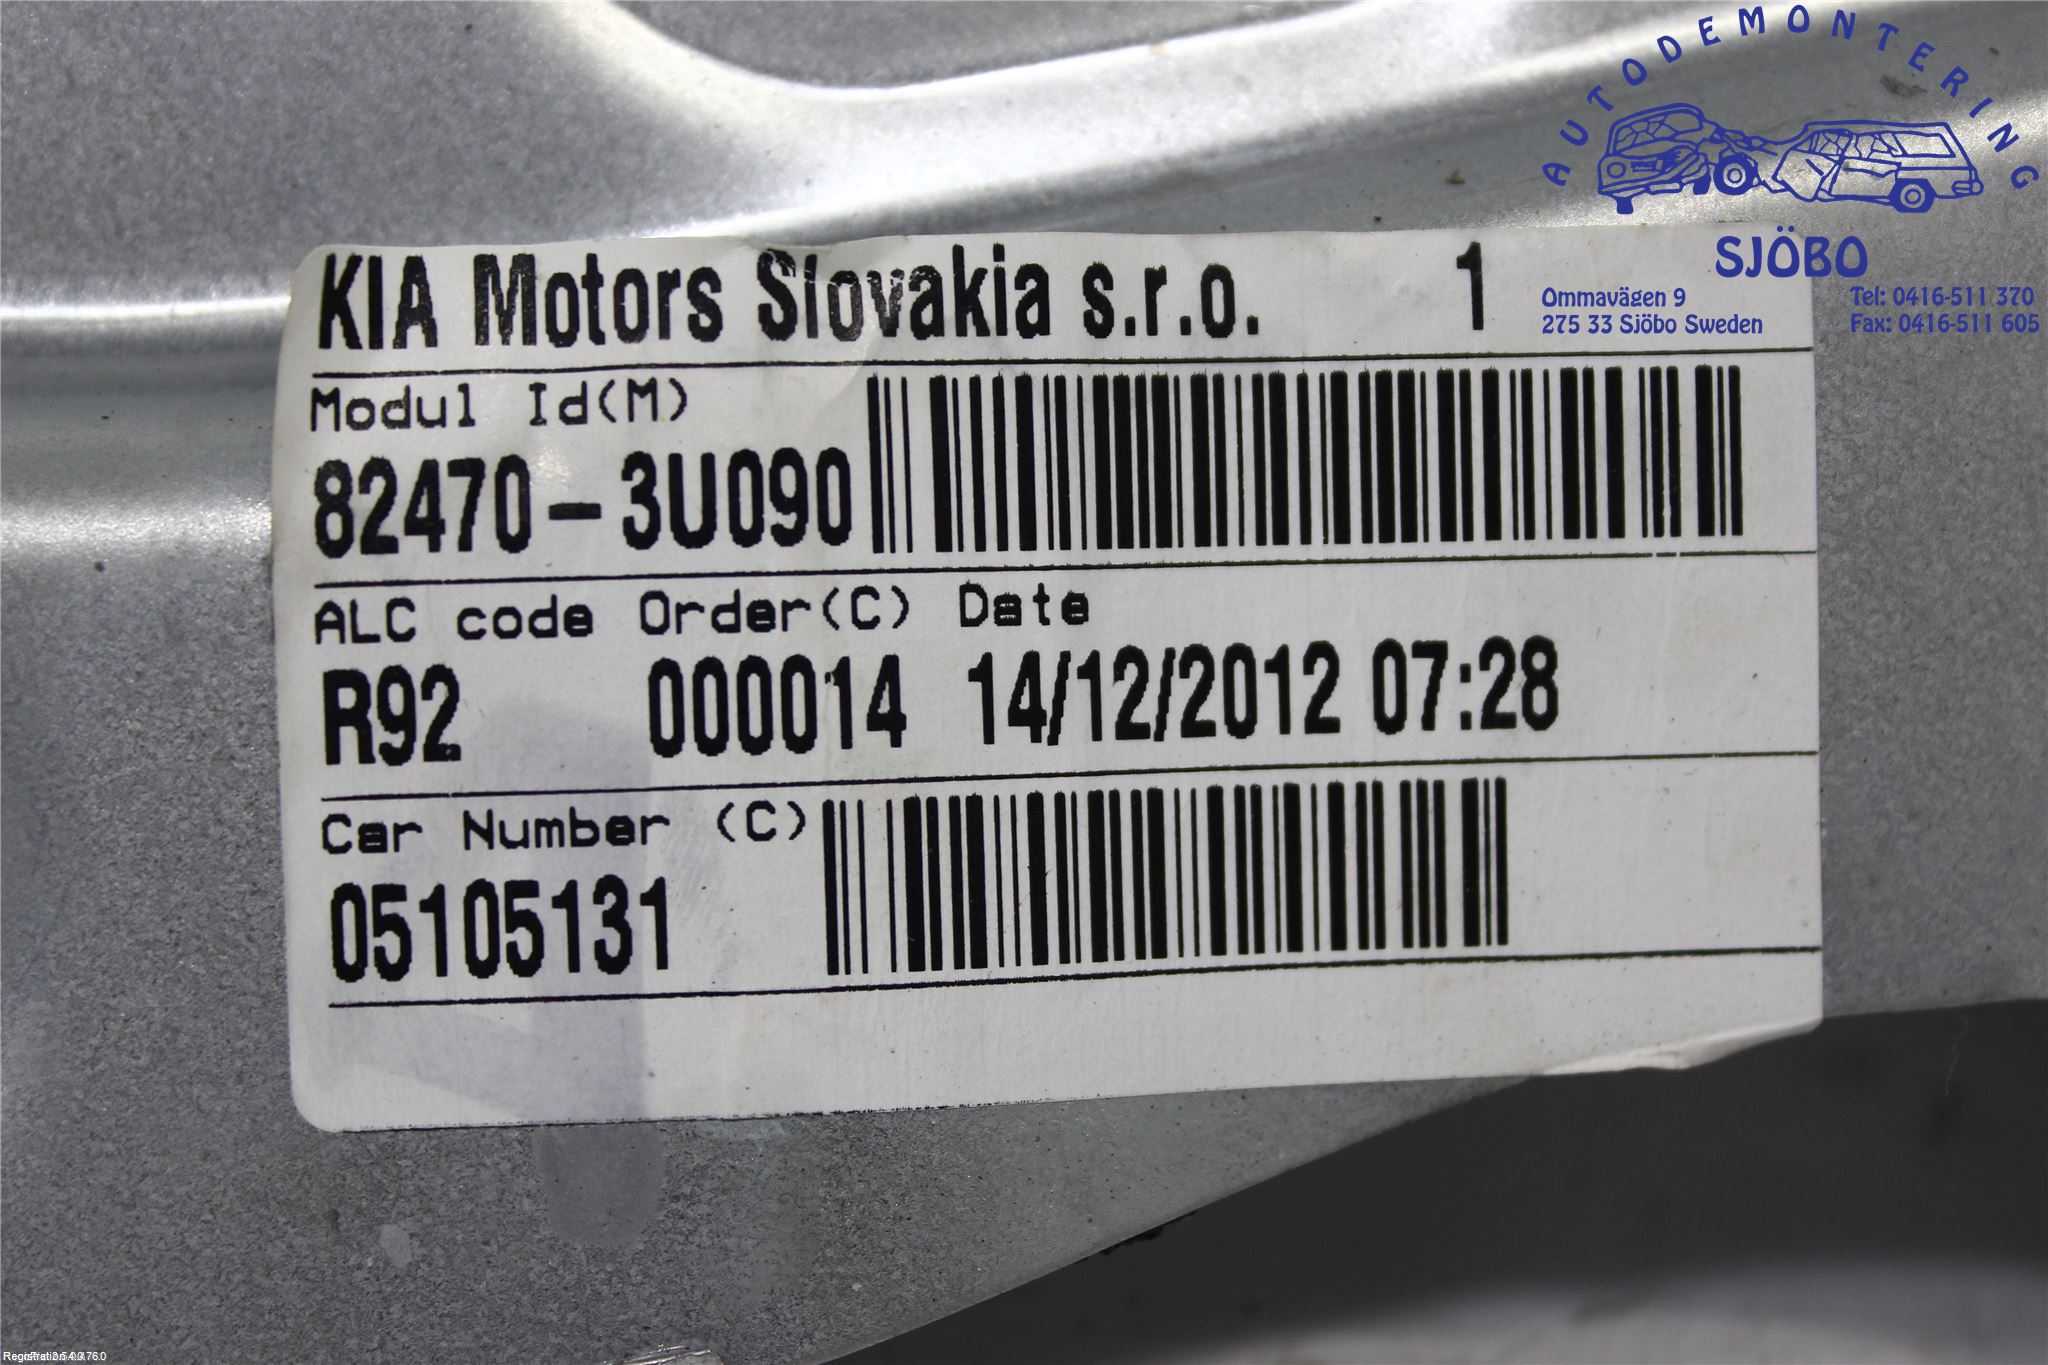 AUTODEMONTERING
SJÖBO
Ommavägen 9
275 33 Sjöbo Sweden
Tel: 0416-511 370
Fax: 0416-511 605
KIA Motors Slovakia s.r.o. 1
Modul Id(M)
82470-3U090
ALC code Order(C) Date
R92 000014 14/12/2012 07:28
Car Number (C)
05105131